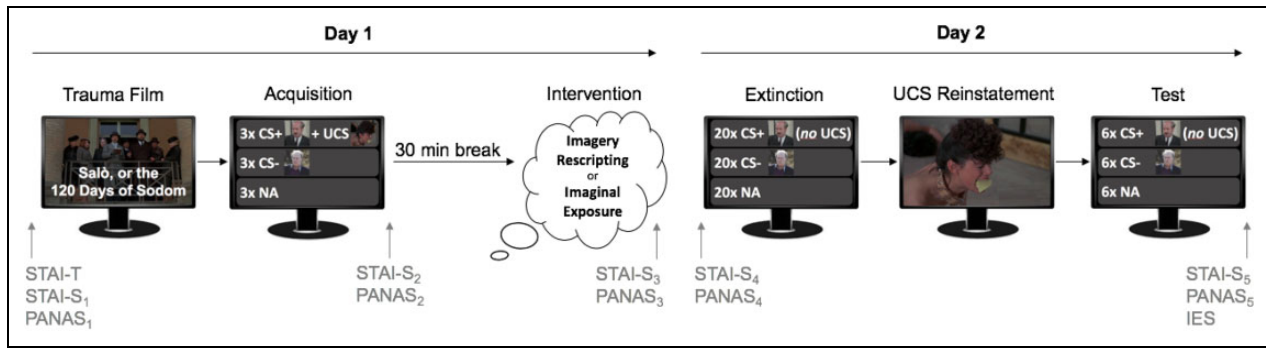 Day 1
Day 2
Trauma Film
Acquisition
Intervention
Extinction
UCS Reinstatement
Test
Salò, or the
120 Days of Sodom
3x CS+ + UCS
3x CS-
3x NA
30 min break
Imagery
Rescripting
or
Imaginal
Exposure
20x CS+ (no UCS)
20x CS-
20x NA
6x CS+ (no UCS)
6x CS-
6x NA
STAI-T
STAI-S₁
PANAS₁
STAI-S₂
PANAS₂
STAI-S₃
PANAS₃
STAI-S₄
PANAS₄
STAI-S₅
PANAS₅
IES